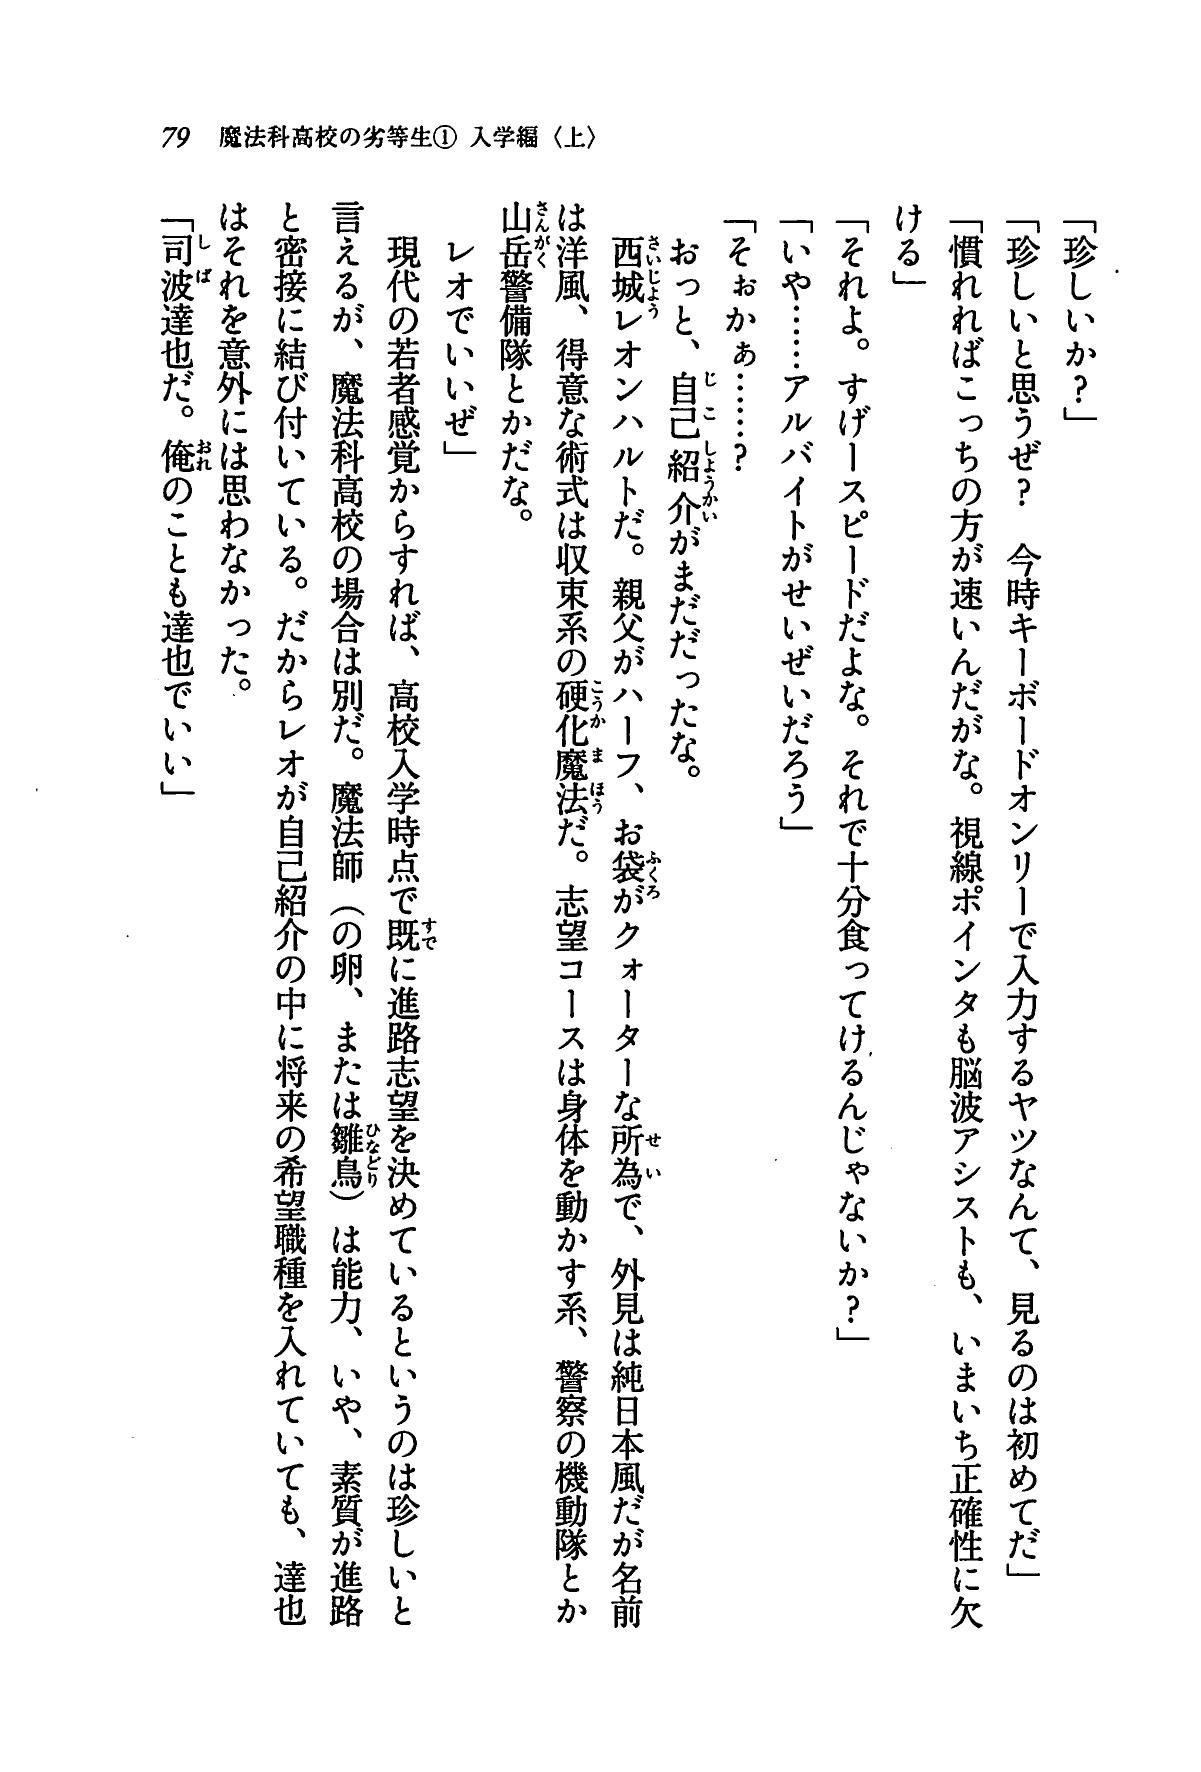 79　魔法科高校の劣等生① 入学編〈上〉
「珍しいか？」
「珍しいと思うぜ？　今時キーボードオンリーで入力するヤツなんて、見るのは初めてだ」
「慣れればこっちの方が速いんだがな。視線ポインタも脳波アシストも、いまいち正確性に欠
ける」
「それよ。すげースピードだよな。それで十分食ってけるんじゃないか？」
「いや……アルバイトがせいぜいだろう」
「そぉかぁ……？
　おっと、自己紹介がまだだったな。
　西城レオンハルトだ。親父がハーフ、お袋がクォーターな所為で、外見は純日本風だが名前
は洋風、得意な術式は収束系の硬化魔法だ。志望コースは身体を動かす系、警察の機動隊とか
山岳警備隊とかだな。
　レオでいいぜ」
　現代の若者感覚からすれば、高校入学時点で既に進路志望を決めているというのは珍しいと
言えるが、魔法科高校の場合は別だ。魔法師（の卵、または雛鳥）は能力、いや、素質が進路
と密接に結び付いている。だからレオが自己紹介の中に将来の希望職種を入れていても、達也
はそれを意外には思わなかった。
「司波達也だ。俺のことも達也でいい」